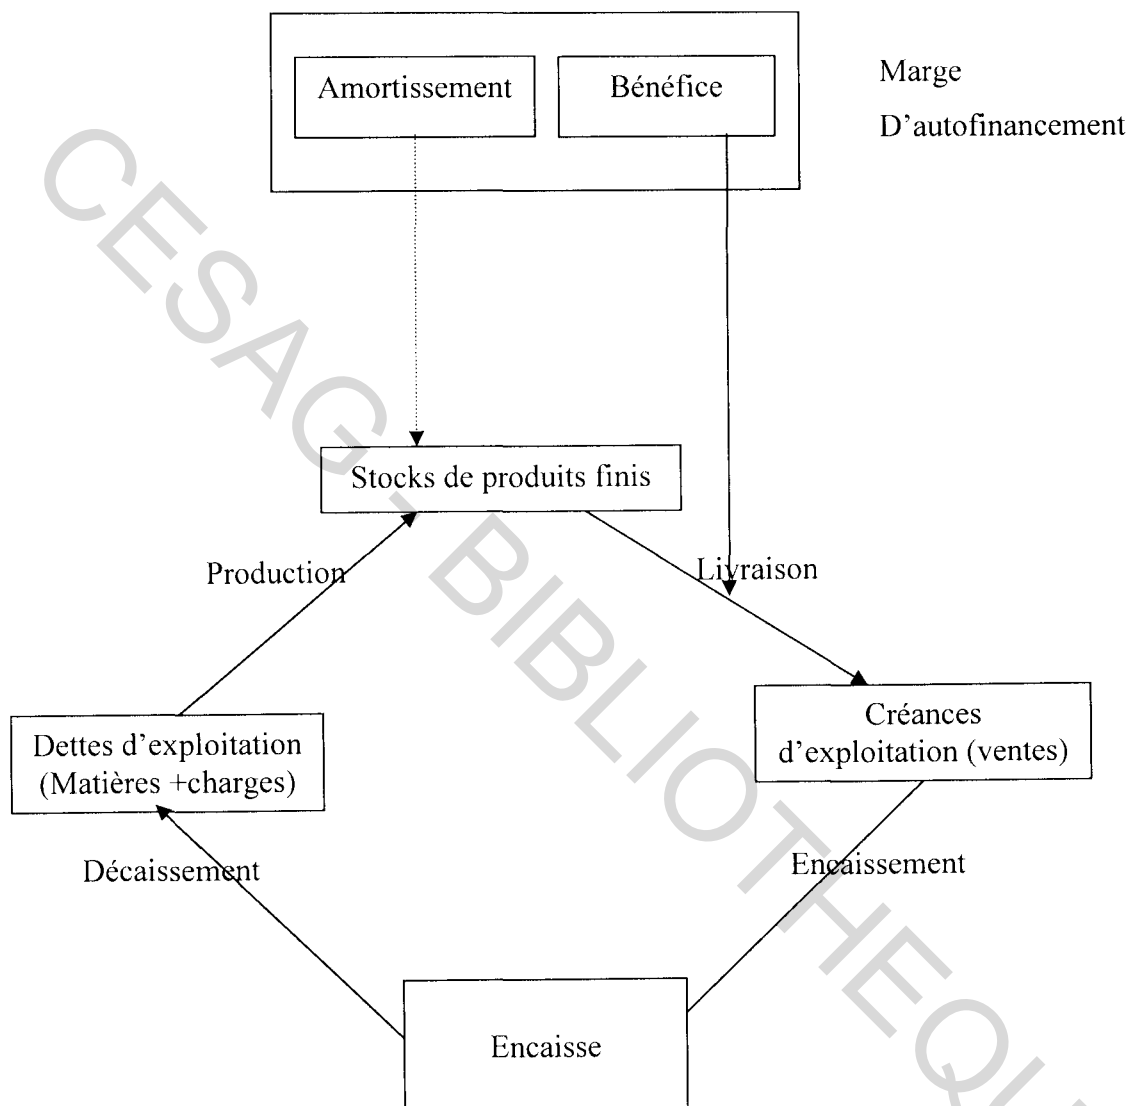 Amortissement
Bénéfice
Marge
D'autofinancement
Stocks de produits finis
Production
Livraison
Dettes d'exploitation
(Matières +charges)
Créances
d'exploitation (ventes)
Décaissement
Encaissement
Encaisse
CESAG - BIBLIOTHEQU